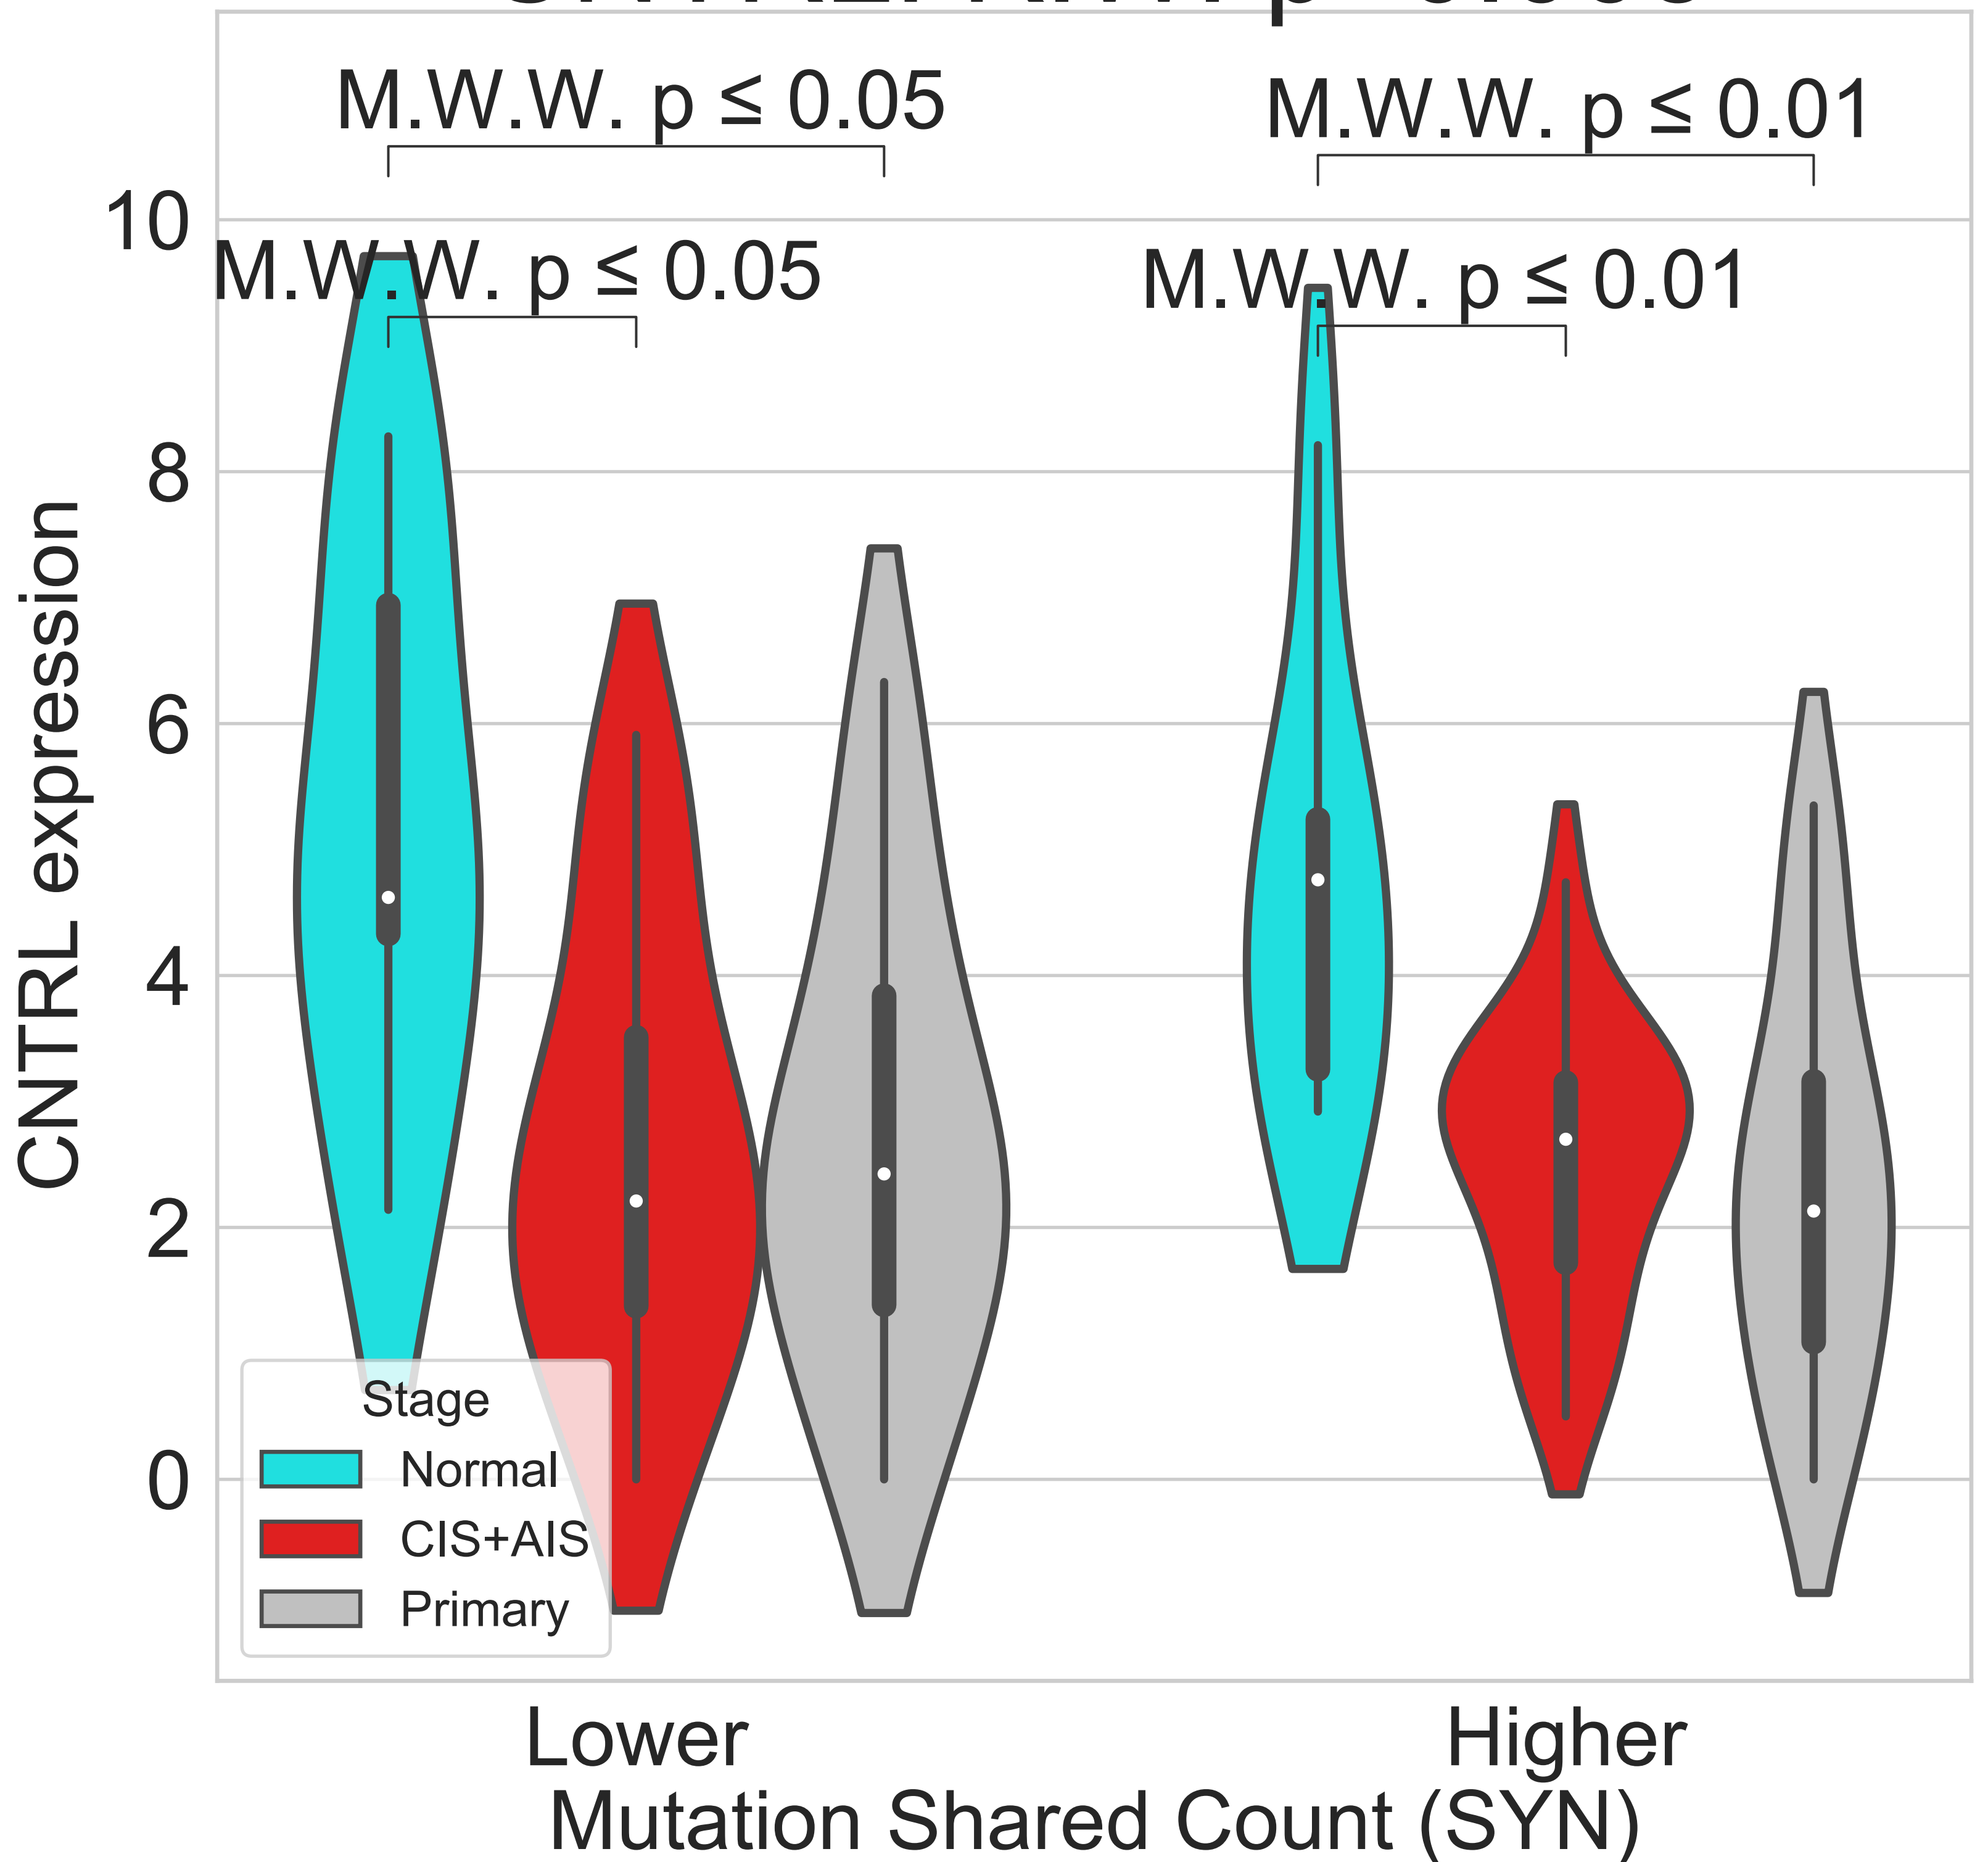 M.W.W. p ≤ 0.05
M.W.W. p ≤ 0.01
M.W.W. p ≤ 0.05
M.W.W. p ≤ 0.01
10
8
6
4
2
0
CNTRL expression
Stage
Normal
CIS+AIS
Primary
Lower
Higher
Mutation Shared Count (SYN)